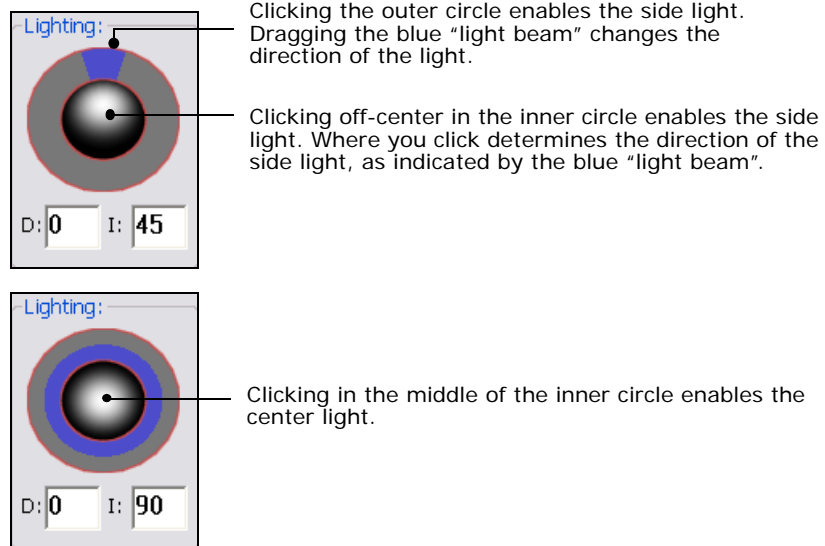 Clicking the outer circle enables the side light.
Dragging the blue “light beam” changes the
direction of the light.
Lighting:
Clicking off-center in the inner circle enables the side
light. Where you click determines the direction of the
side light, as indicated by the blue “light beam”.
D: 0 I: 45
Lighting:
Clicking in the middle of the inner circle enables the
center light.
D: 0 I: 90